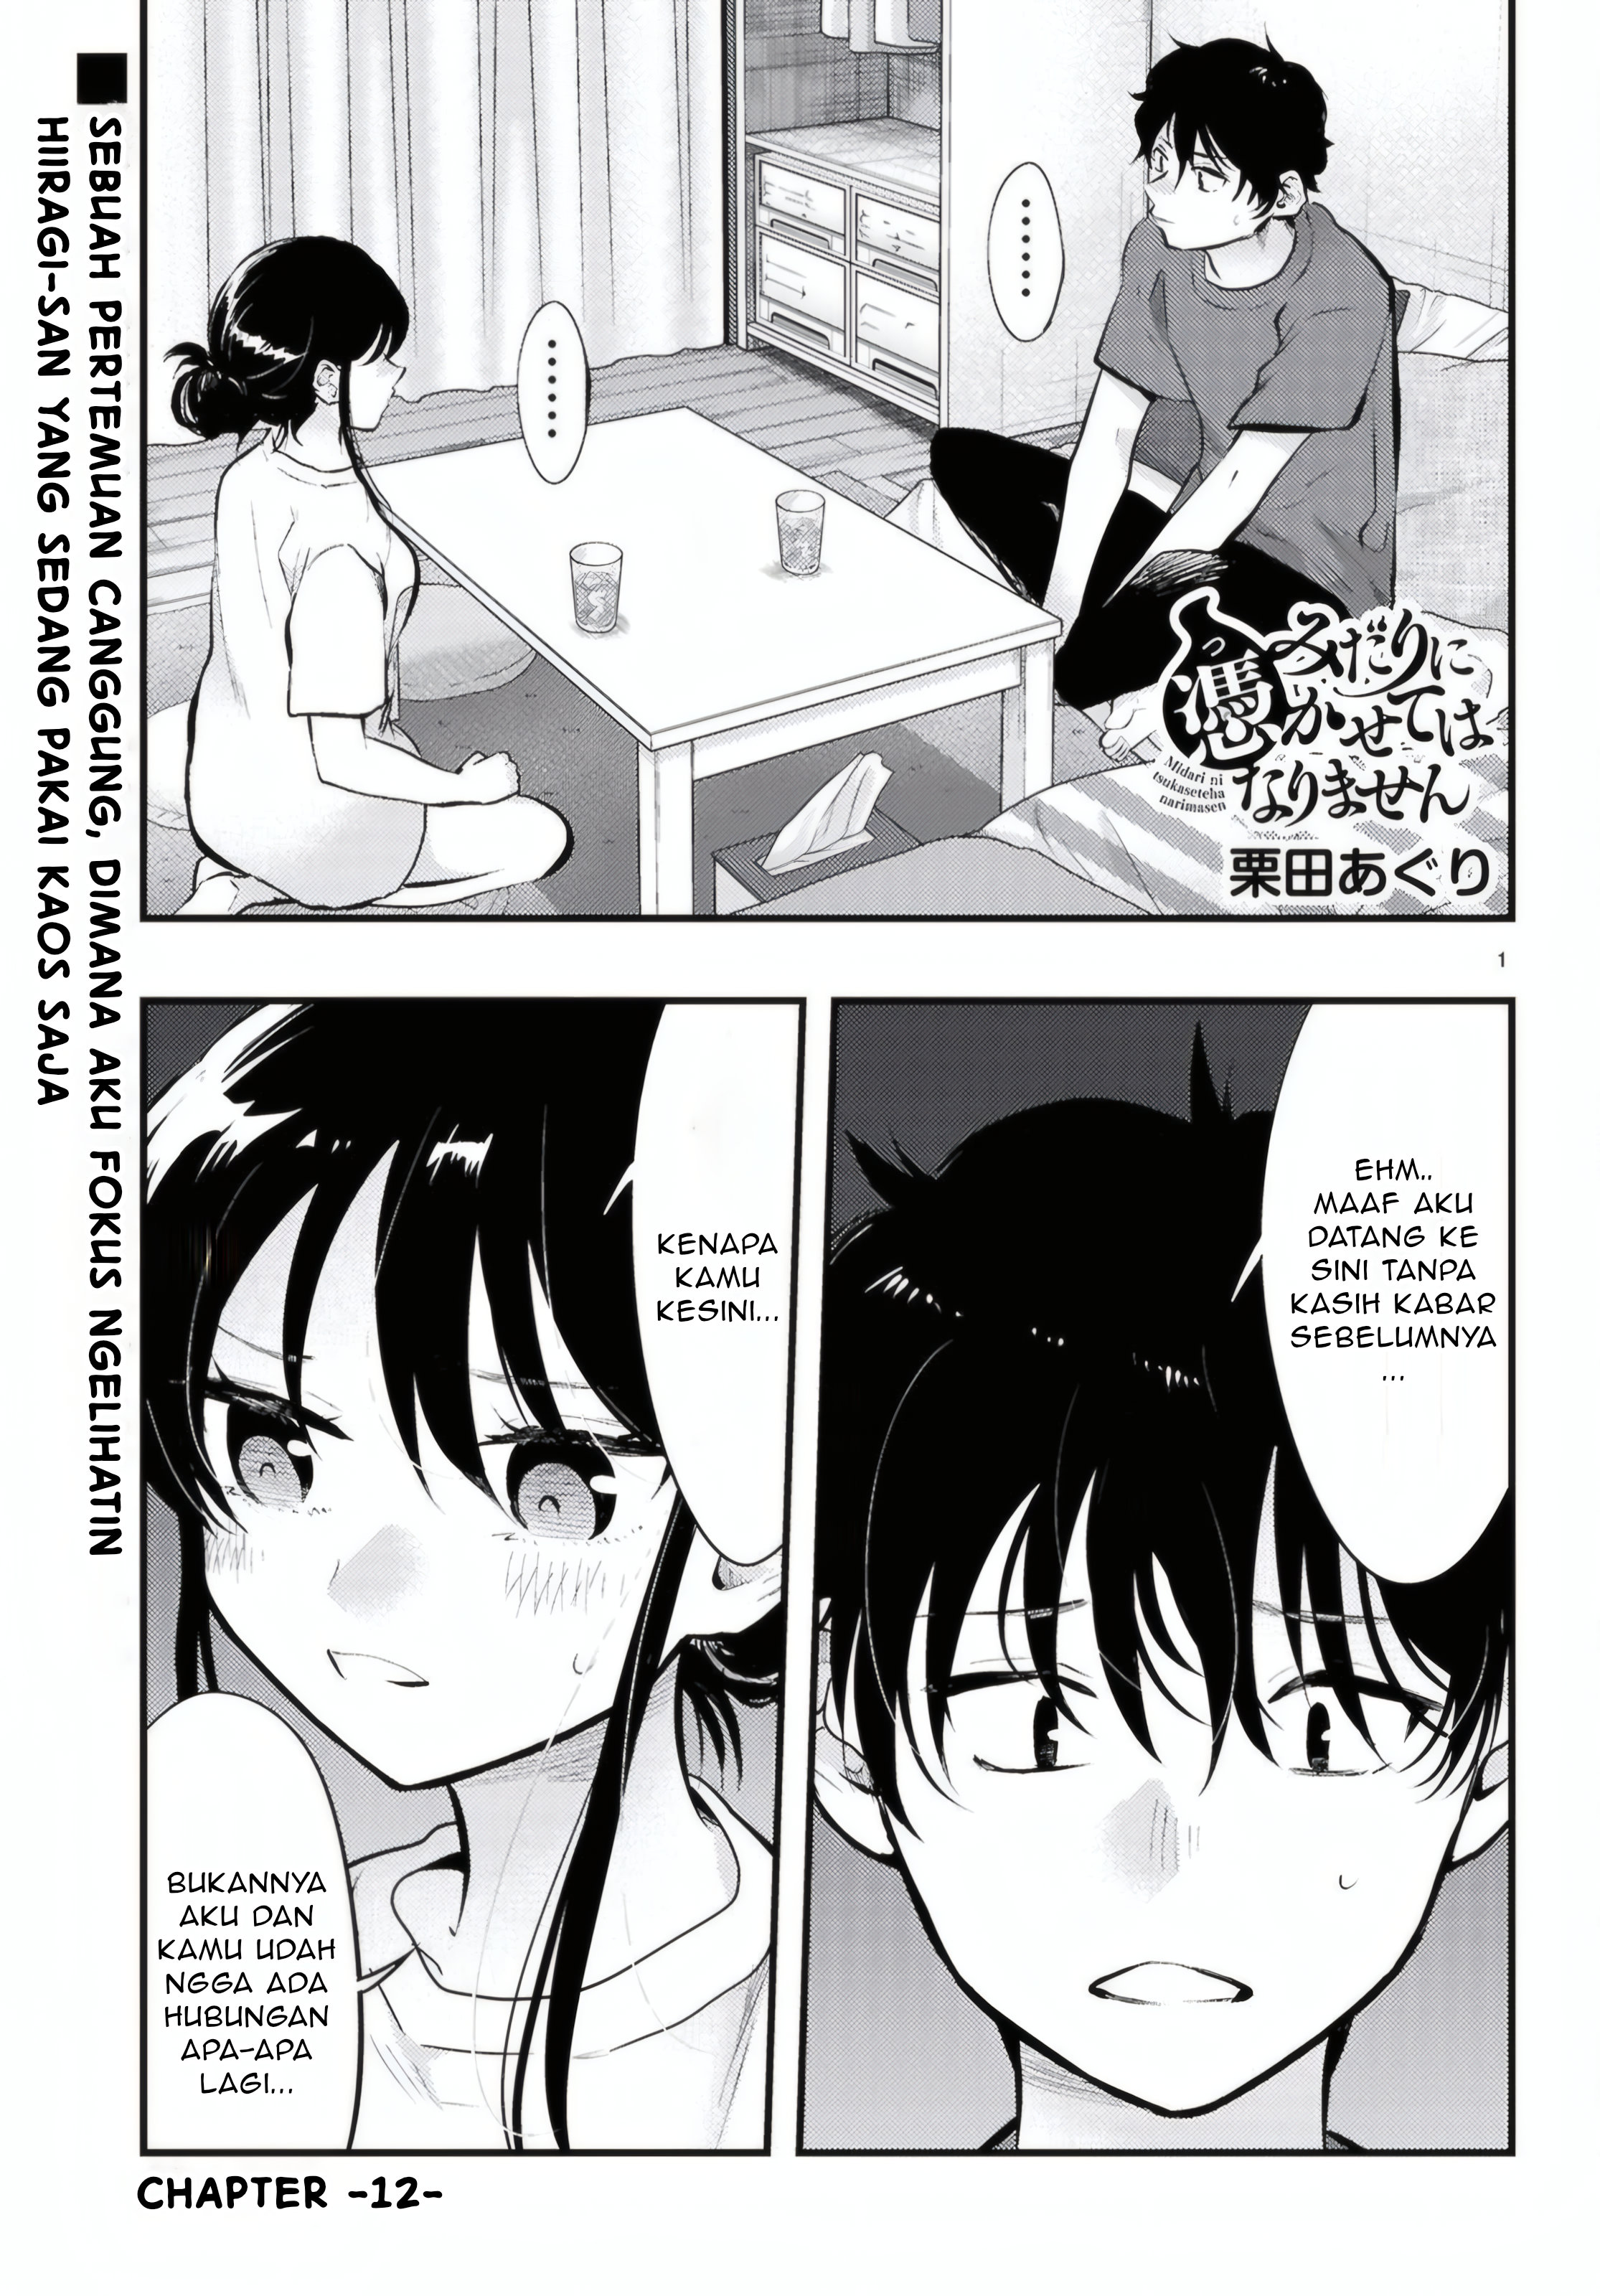 SEBUAH PERTEMUAN CANGGUNG, DIMANA AKU FOKUS NGELIHATIN
HIIRAGI-SAN YANG SEDANG PAKAI KAOS SAJA
......
......
みだりに
憑かせては
なりません
Midari ni
tsukaseteha
narimasen
栗田あぐり
1
EHM..
MAAF AKU
DATANG KE
SINI TANPA
KASIH KABAR
SEBELUMNYA
...
KENAPA
KAMU
KESINI...
BUKANNYA
AKU DAN
KAMU UDAH
NGGA ADA
HUBUNGAN
APA-APA
LAGI...
CHAPTER -12-